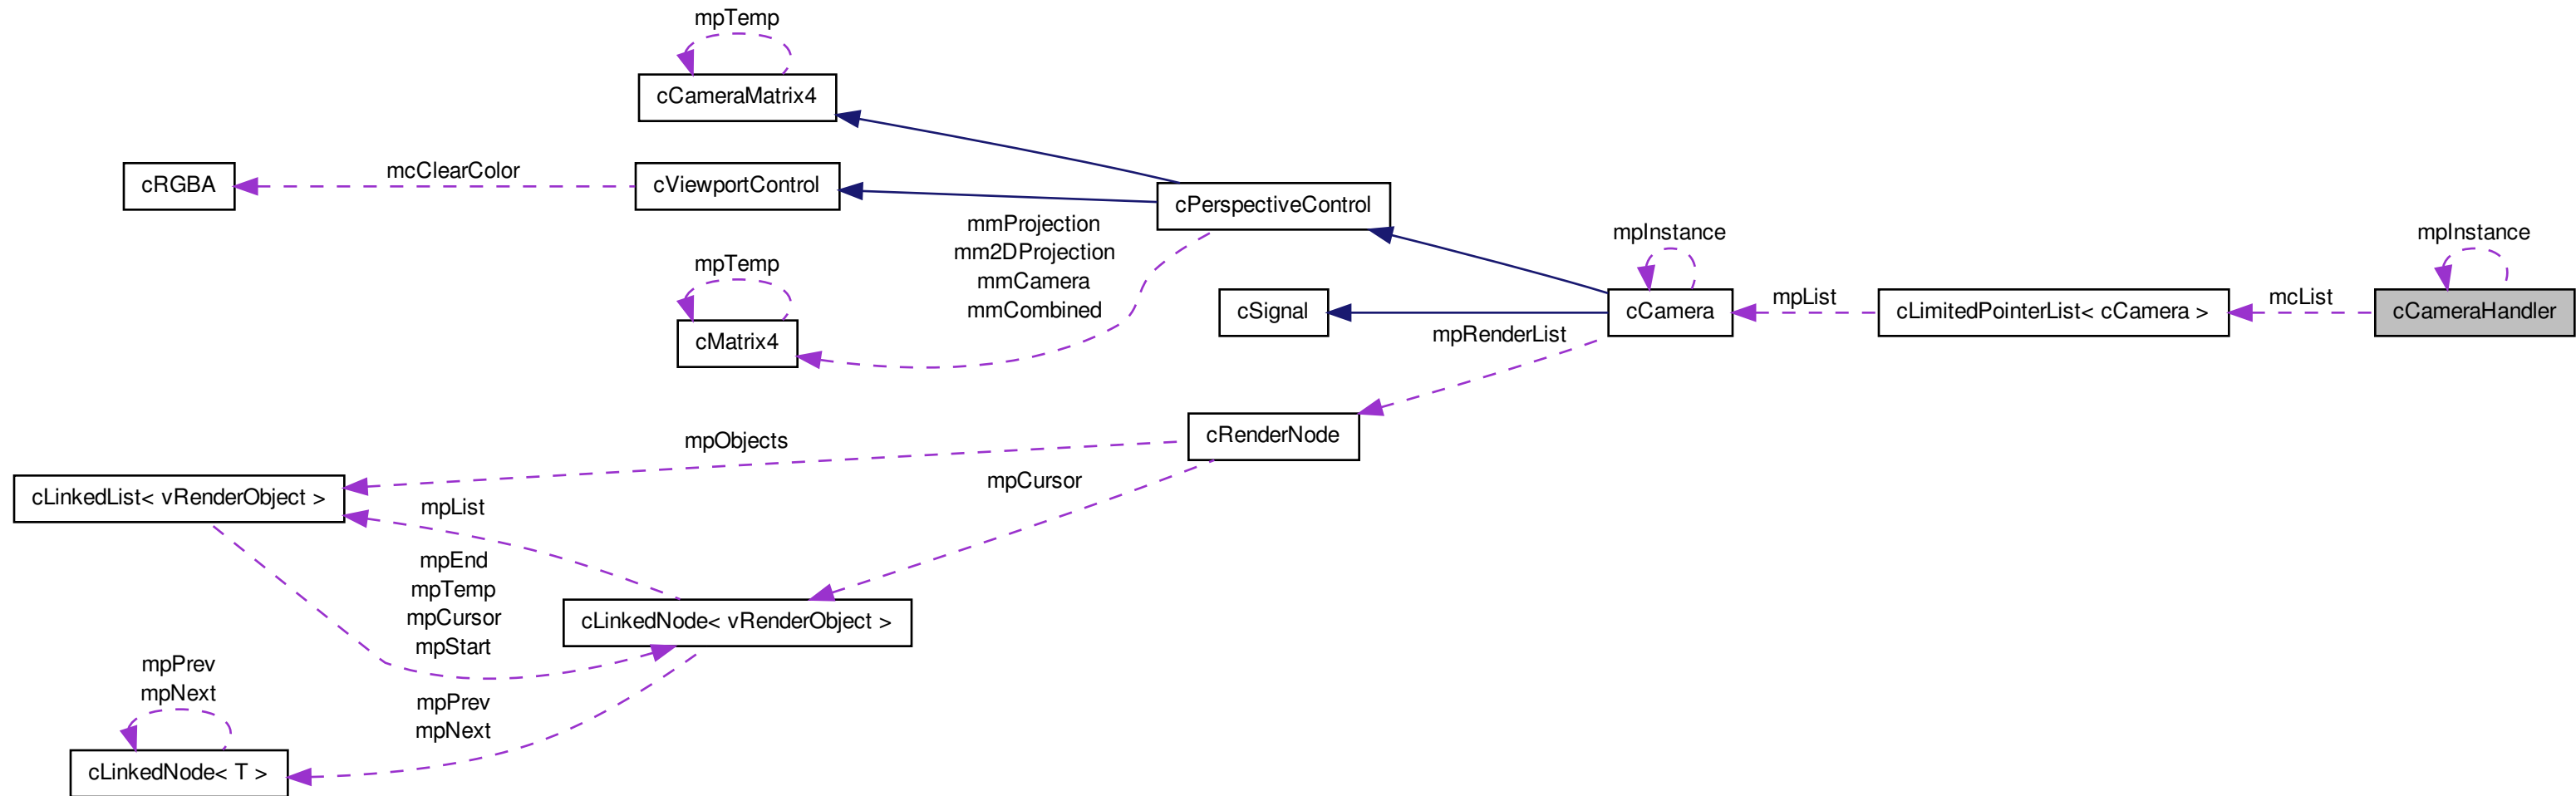 mpTemp
cCameraMatrix4
cRGBA
mcClearColor
cViewportControl
cPerspectiveControl
mmProjection
mm2DProjection
mmCamera
mmCombined
mpTemp
cMatrix4
cSignal
mpInstance
cCamera
mpList
cLimitedPointerList< cCamera >
mcList
mpInstance
cCameraHandler
mpRenderList
cRenderNode
mpObjects
mpCursor
cLinkedList< vRenderObject >
mpList
mpEnd
mpTemp
mpCursor
mpStart
cLinkedNode< vRenderObject >
mpPrev
mpNext
mpPrev
mpNext
cLinkedNode< T >